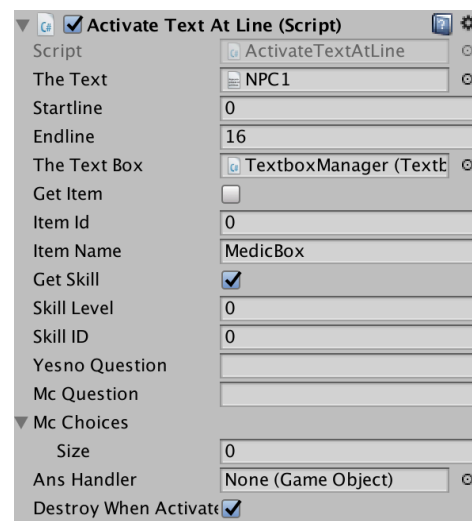 Activate Text At Line (Script)
Script ActivateTextAtLine
The Text NPC1
Startline 0
Endline 16
The Text Box TextboxManager (Textb
Get Item
Item Id 0
Item Name MedicBox
Get Skill
Skill Level 0
Skill ID 0
Yesno Question
Mc Question
Mc Choices
Size 0
Ans Handler None (Game Object)
Destroy When Activate